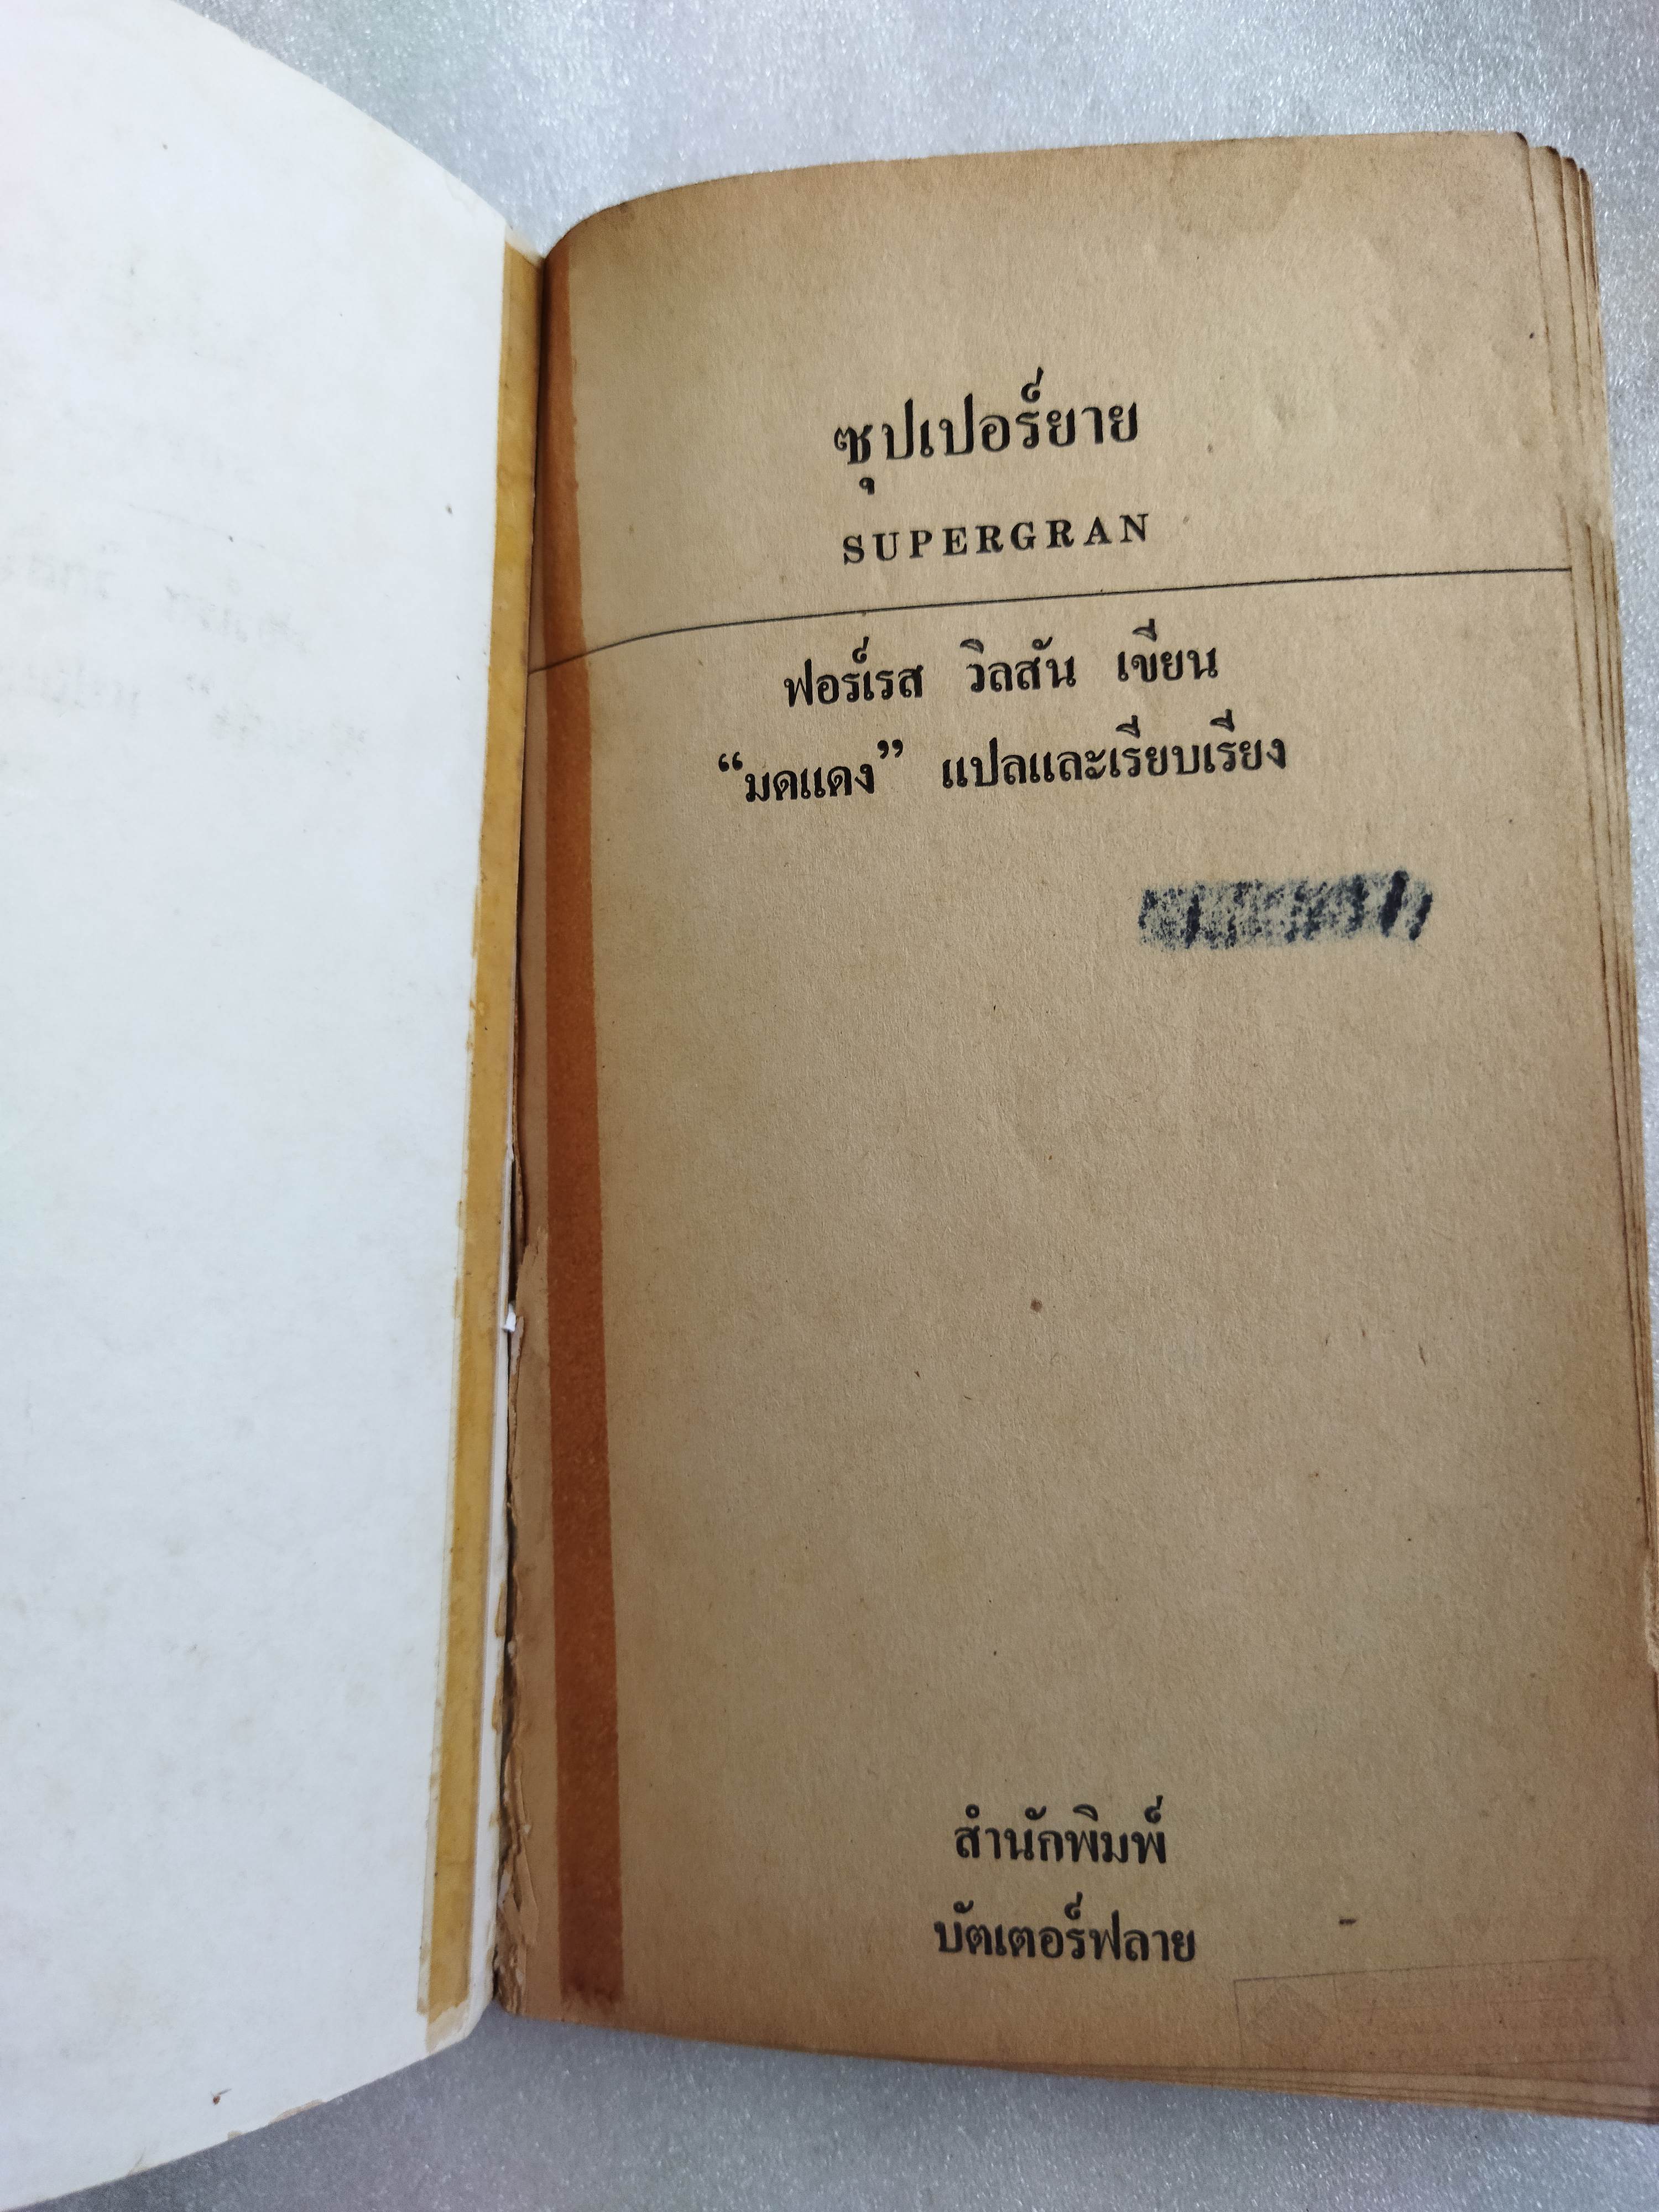 ซุปเปอร์ยาย
SUPERGRAN
ฟอร์เรส วิลสัน เขียน
“มดแดง” แปลและเรียบเรียง
สำนักพิมพ์
บัตเตอร์ฟลาย